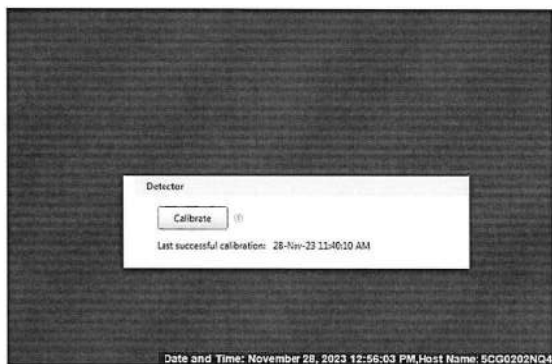 Detector
Calibrate
Last successful calibration: 28-Nov-23 11:40:10 AM
Date and Time: November 28, 2023 12:56:03 PM,Host Name: 5CG0202NQ4